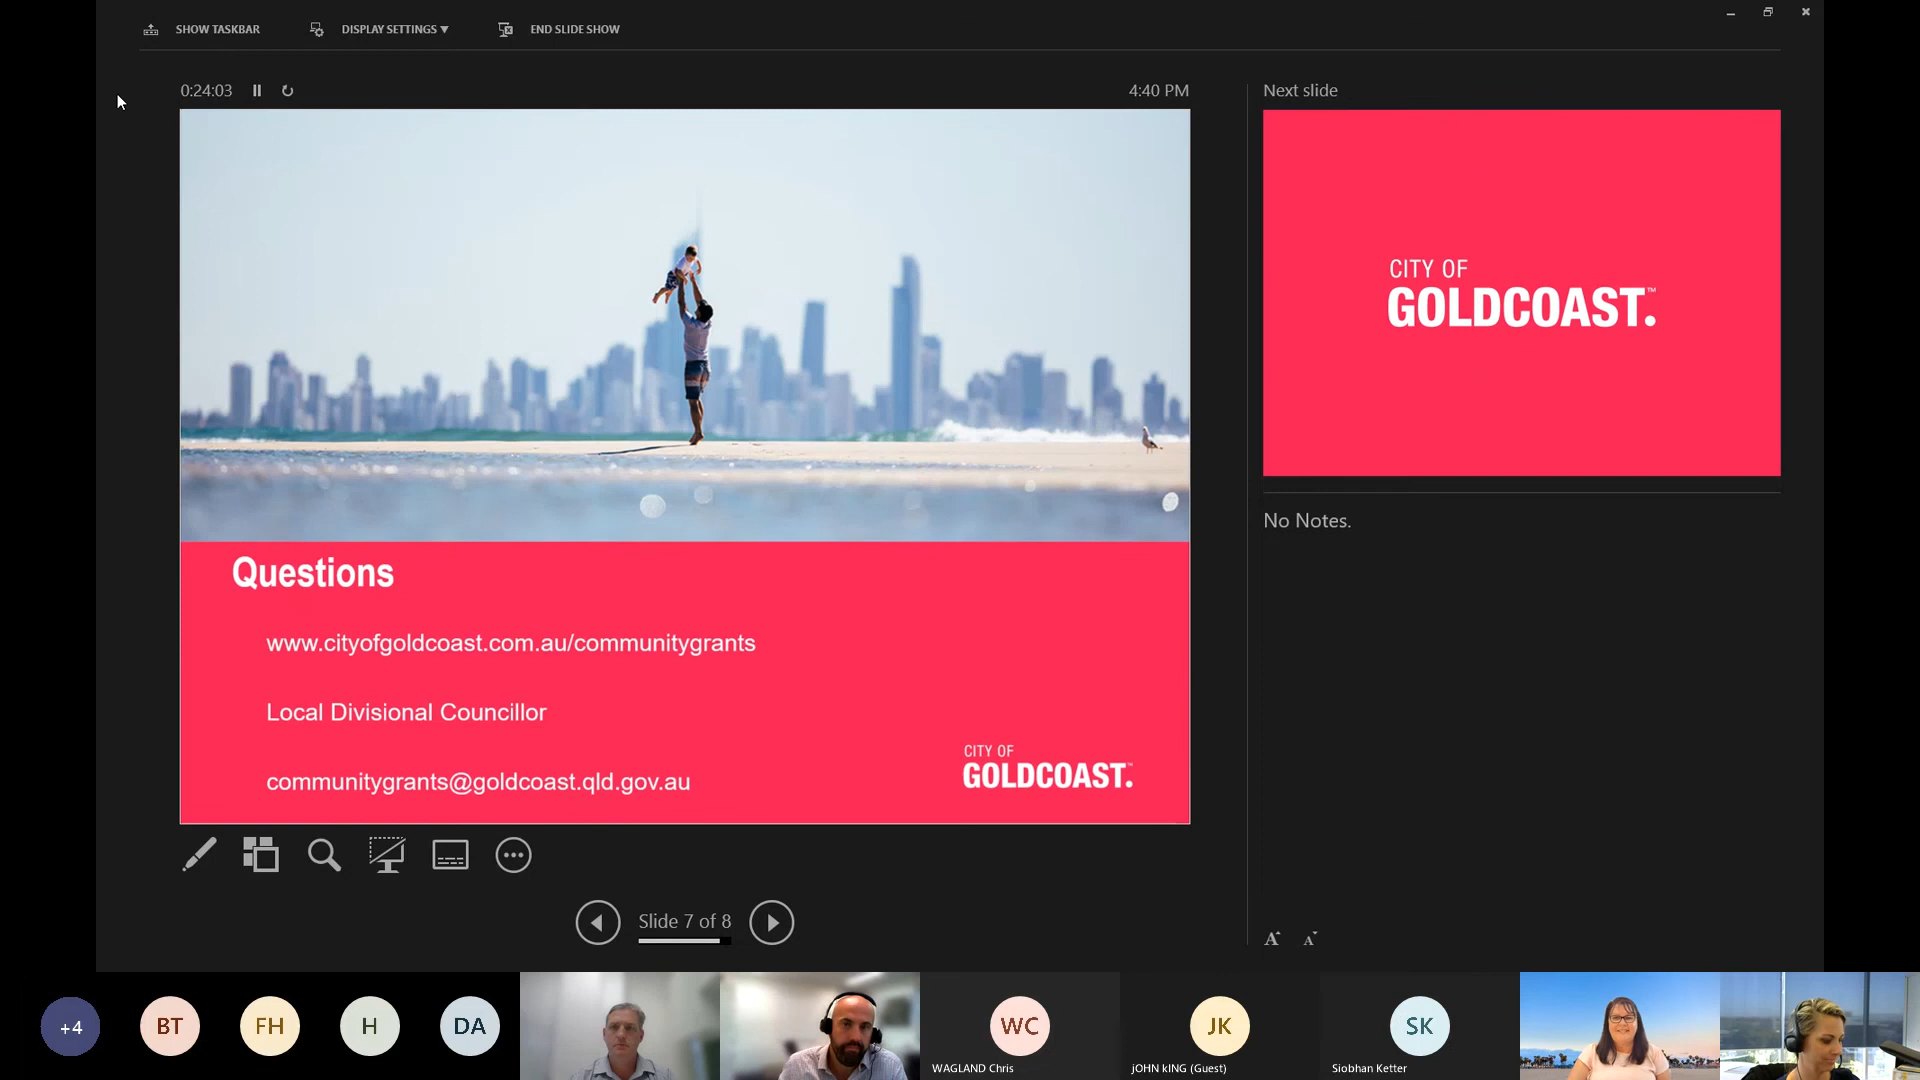 SHOW TASKBAR
DISPLAY SETTINGS ▼
END SLIDE SHOW
0:24:03
4:40 PM
Next slide
CITY OF
GOLDCOAST.™
No Notes.
Questions
www.cityofgoldcoast.com.au/communitygrants
Local Divisional Councillor
communitygrants@goldcoast.qld.gov.au
CITY OF
GOLDCOAST.™
Slide 7 of 8
A A
+4
BT
FH
H
DA
WC
WAGLAND Chris
JK
jOHN kING (Guest)
SK
Siobhan Ketter